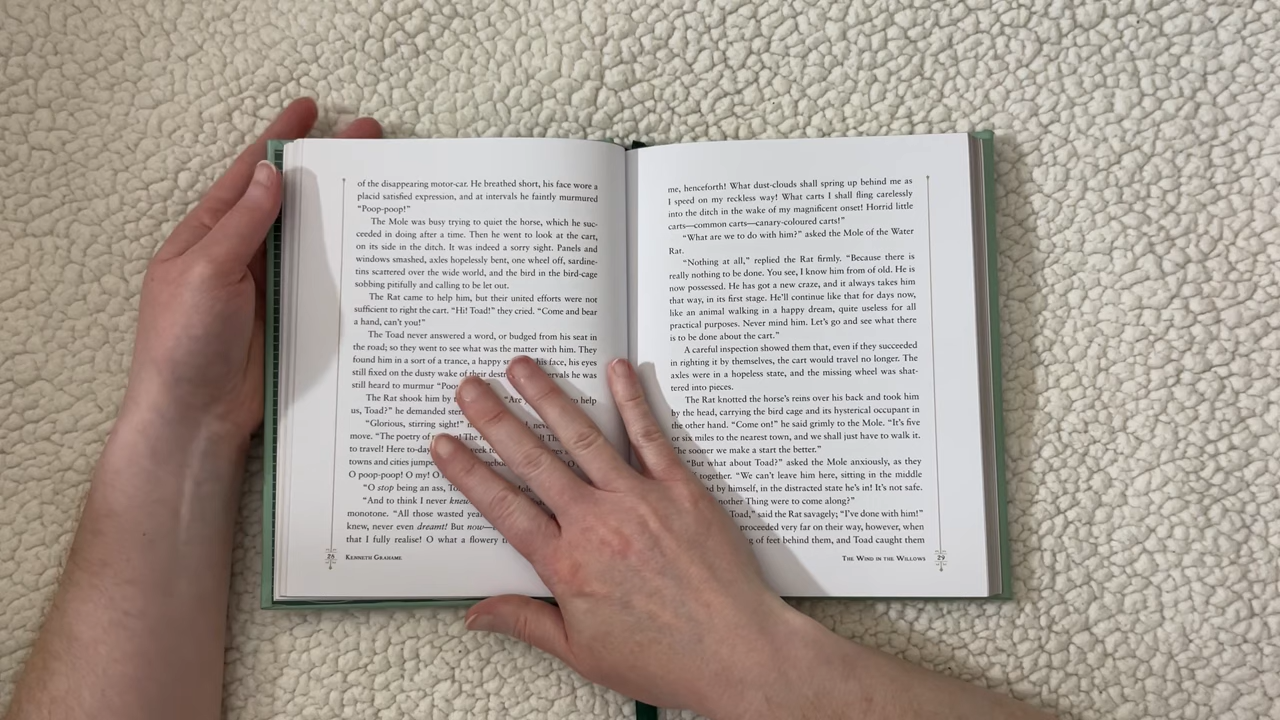 of the disappearing motor-car. He breathed short, his face wore a
placid satisfied expression, and at intervals he faintly murmured
“Poop-poop!”
The Mole was busy trying to quiet the horse, which he suc-
ceeded in doing after a time. Then he went to look at the cart,
on its side in the ditch. It was indeed a sorry sight. Panels and
windows smashed, axles hopelessly bent, one wheel off, sardine-
tins scattered over the wide world, and the bird in the bird-cage
sobbing pitifully and calling to be let out.
The Rat came to help him, but their united efforts were not
sufficient to right the cart. “Hi! Toad!” they cried. “Come and bear
a hand, can’t you!”
The Toad never answered a word, or budged from his seat in
the road; so they went to see what was the matter with him. They
found him in a sort of a trance, a happy his face, his eyes
still fixed on the dusty wake of their he was
still heard to murmur
The Rat shook him by help
us, Toad?” he demanded
“Glorious, stirring sight!”
move. “The poetry of The
to travel! Here to-day
towns and cities O
O poop-poop! O my! O
“O stop being an ass,
“And to think I never
monotone. “All those wasted
knew, never even dreamt! But now—
that I fully realise! O what a flowery
28 Kenneth Grahame
me, henceforth! What dust-clouds shall spring up behind me as
I speed on my reckless way! What carts I shall fling carelessly
into the ditch in the wake of my magnificent onset! Horrid little
carts—common carts—canary-coloured carts!”
“What are we to do with him?” asked the Mole of the Water
Rat.
“Nothing at all,” replied the Rat firmly. “Because there is
really nothing to be done. You see, I know him from of old. He is
now possessed. He has got a new craze, and it always takes him
that way, in its first stage. He’ll continue like that for days now,
like an animal walking in a happy dream, quite useless for all
practical purposes. Never mind him. Let’s go and see what there
is to be done about the cart.”
A careful inspection showed them that, even if they succeeded
in righting it by themselves, the cart would travel no longer. The
axles were in a hopeless state, and the missing wheel was shat-
tered into pieces.
The Rat knotted the horse’s reins over his back and took him
by the head, carrying the bird cage and its hysterical occupant in
the other hand. “Come on!” he said grimly to the Mole. “It’s five
or six miles to the nearest town, and we shall just have to walk it.
The sooner we make a start the better.”
“But what about Toad?” asked the Mole anxiously, as they
together. “We can’t leave him here, sitting in the middle
by himself, in the distracted state he’s in! It’s not safe.
Thing were to come along?”
Toad,” said the Rat savagely; “I’ve done with him!”
proceeded very far on their way, however, when
of feet behind them, and Toad caught them
The Wind in the Willows 29